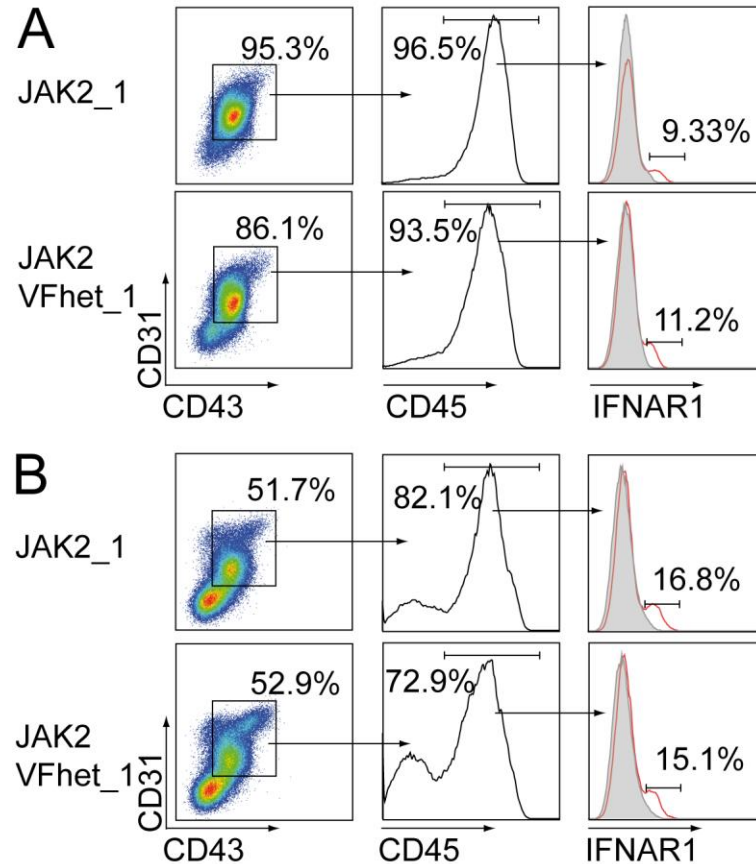 A
95.3%
96.5%
9.33%
JAK2_1
86.1%
93.5%
11.2%
JAK2
VFhet_1
CD31
CD43
CD45
IFNAR1
B
51.7%
82.1%
16.8%
JAK2_1
52.9%
72.9%
15.1%
JAK2
VFhet_1
CD31
CD43
CD45
IFNAR1